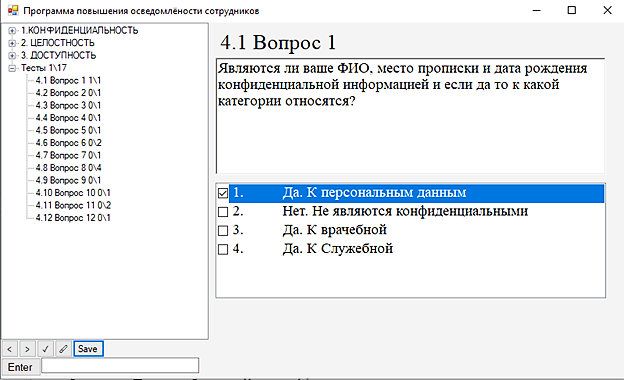 Программа повышения осведомлёности сотрудников
1.КОНФИДЕНЦИАЛЬНОСТЬ
2. ЦЕЛОСТНОСТЬ
3. ДОСТУПНОСТЬ
Тесты 1\17
4.1 Вопрос 1 1\1
4.2 Вопрос 2 0\1
4.3 Вопрос 3 0\1
4.4 Вопрос 4 0\1
4.5 Вопрос 5 0\1
4.6 Вопрос 6 0\2
4.7 Вопрос 7 0\1
4.8 Вопрос 8 0\4
4.9 Вопрос 9 0\1
4.10 Вопрос 10 0\1
4.11 Вопрос 11 0\2
4.12 Вопрос 12 0\1
< > ✓ Save
Enter
4.1 Вопрос 1
Являются ли ваше ФИО, место прописки и дата рождения
конфиденциальной информацией и если да то к какой
категории относятся?
1. Да. К персональным данным
2. Нет. Не являются конфиденциальными
3. Да. К врачебной
4. Да. К Служебной